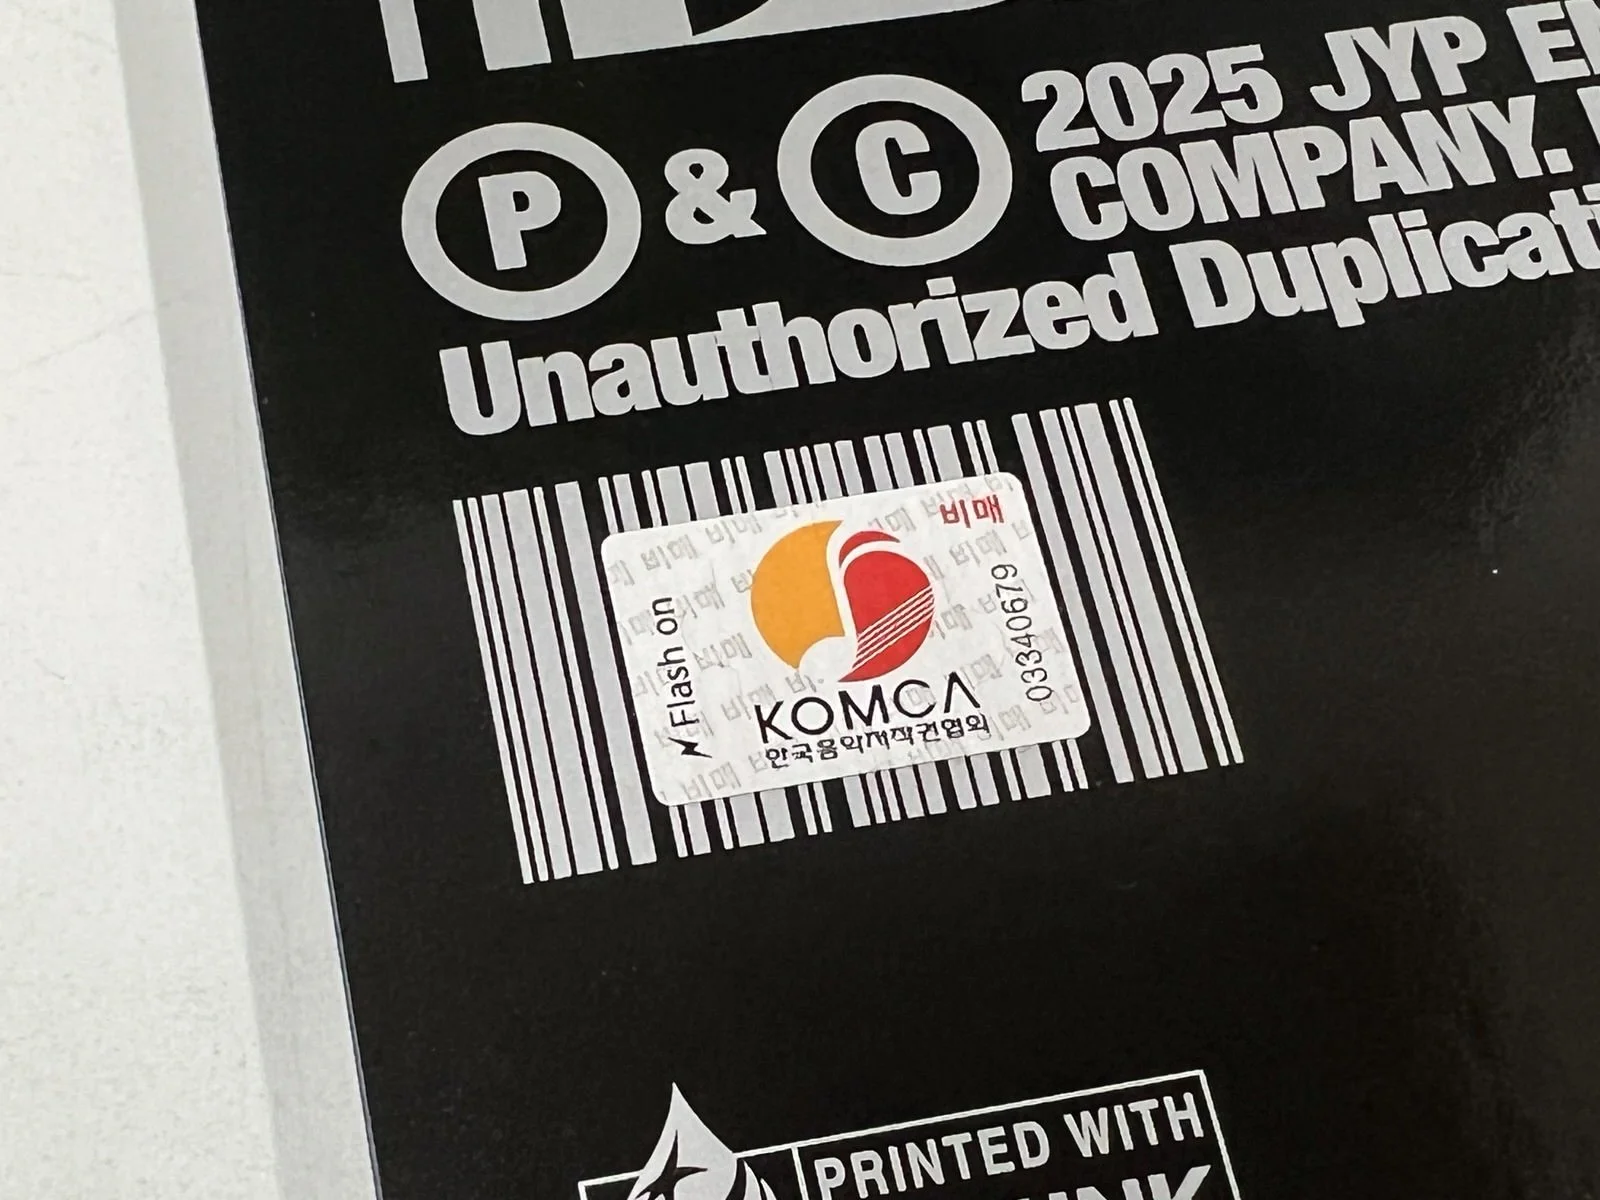 P & C 2025 JYP
COMPANY.
Unauthorized
비매
Flash on
KOMCA
한국음악저작권협회
03340679
PRINTED WITH